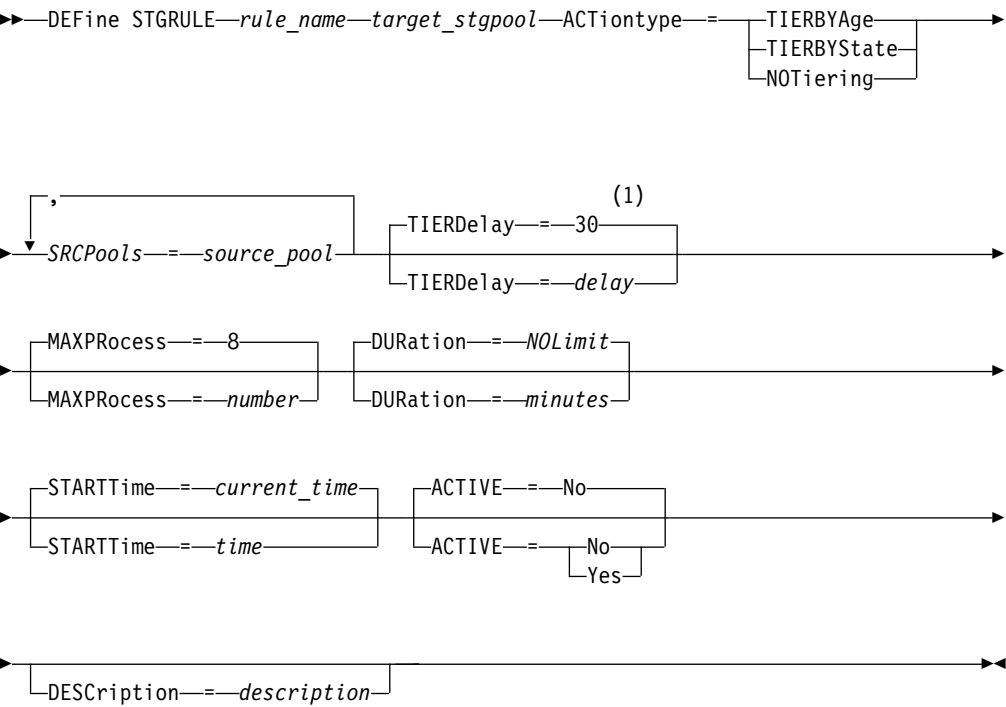 DEFine STGRULE rule_name target_stgpool ACTiontype = TIERBYAge
TIERBYState
NOTiering
,
(1)
TIERDelay = 30
SRCPools = source_pool
TIERDelay = delay
MAXPRocess = 8 DURation = NOLimit
MAXPRocess = number DURation = minutes
STARTTime = current_time ACTIVE = No
STARTTime = time ACTIVE = No
Yes
DESCription = description